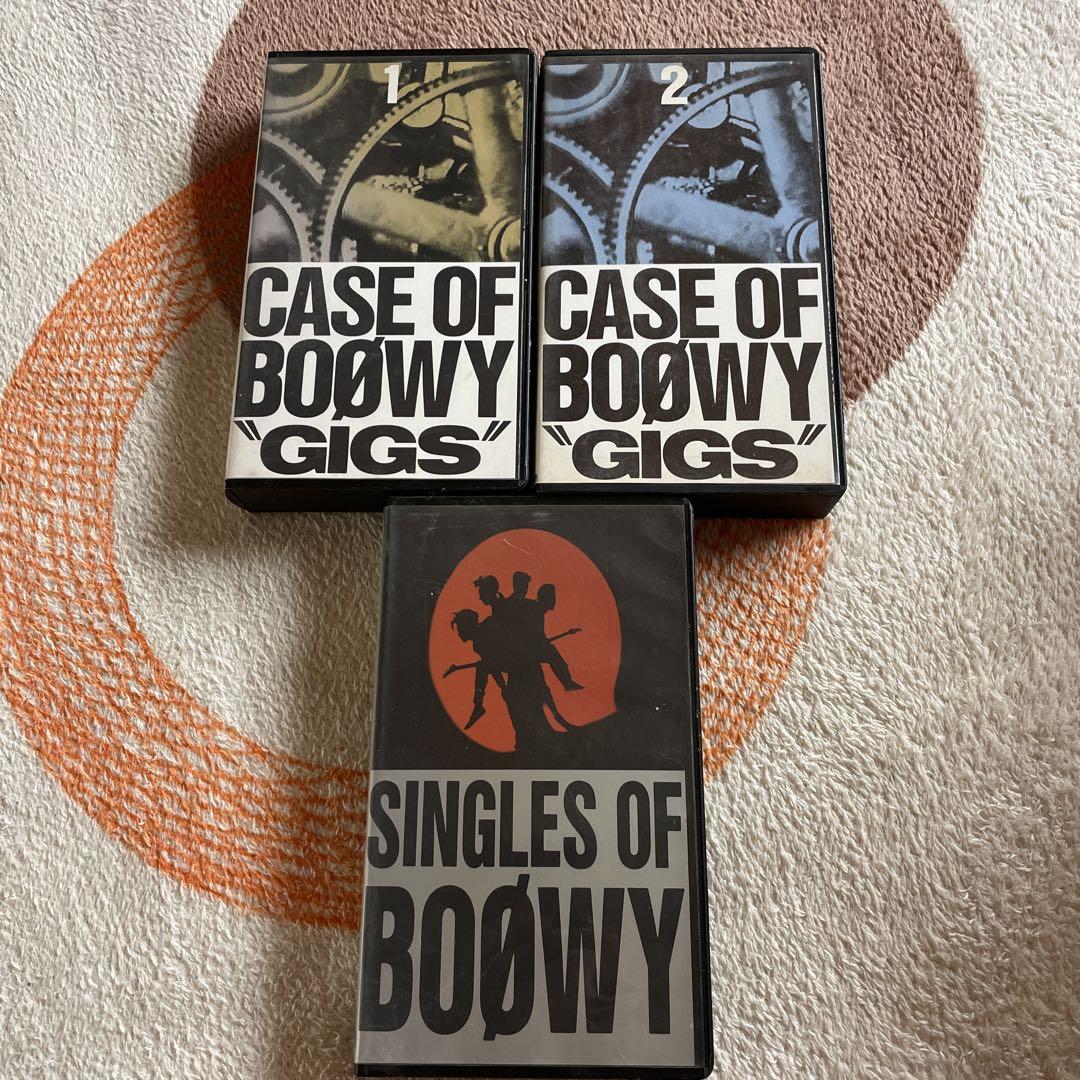 1
CASE OF
BOØWY
"GIGS"
2
CASE OF
BOØWY
"GIGS"
SINGLES OF
BOØWY